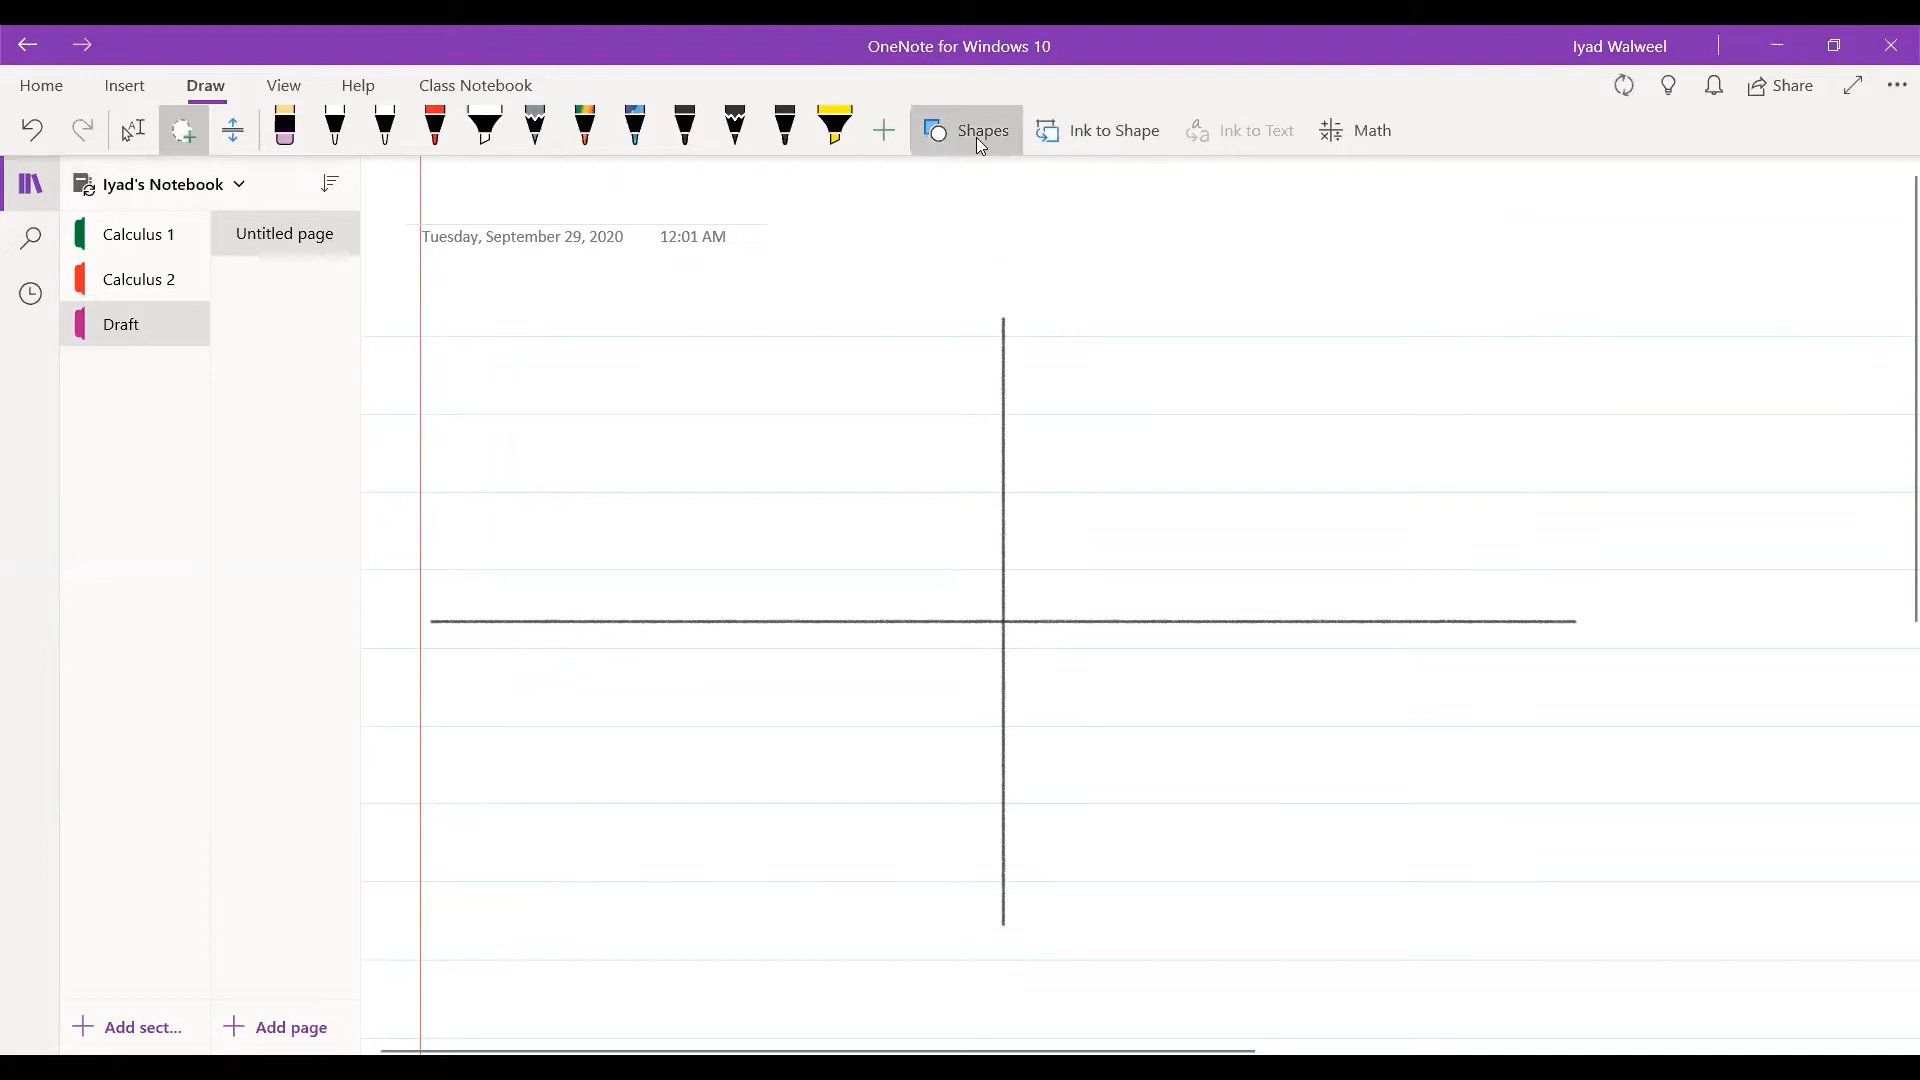 OneNote for Windows 10
Iyad Walweel
Home Insert Draw View Help Class Notebook
Share
Shapes Ink to Shape Ink to Text Math
Iyad's Notebook
Calculus 1
Untitled page
Tuesday, September 29, 2020 12:01 AM
Calculus 2
Draft
Add sect...
Add page